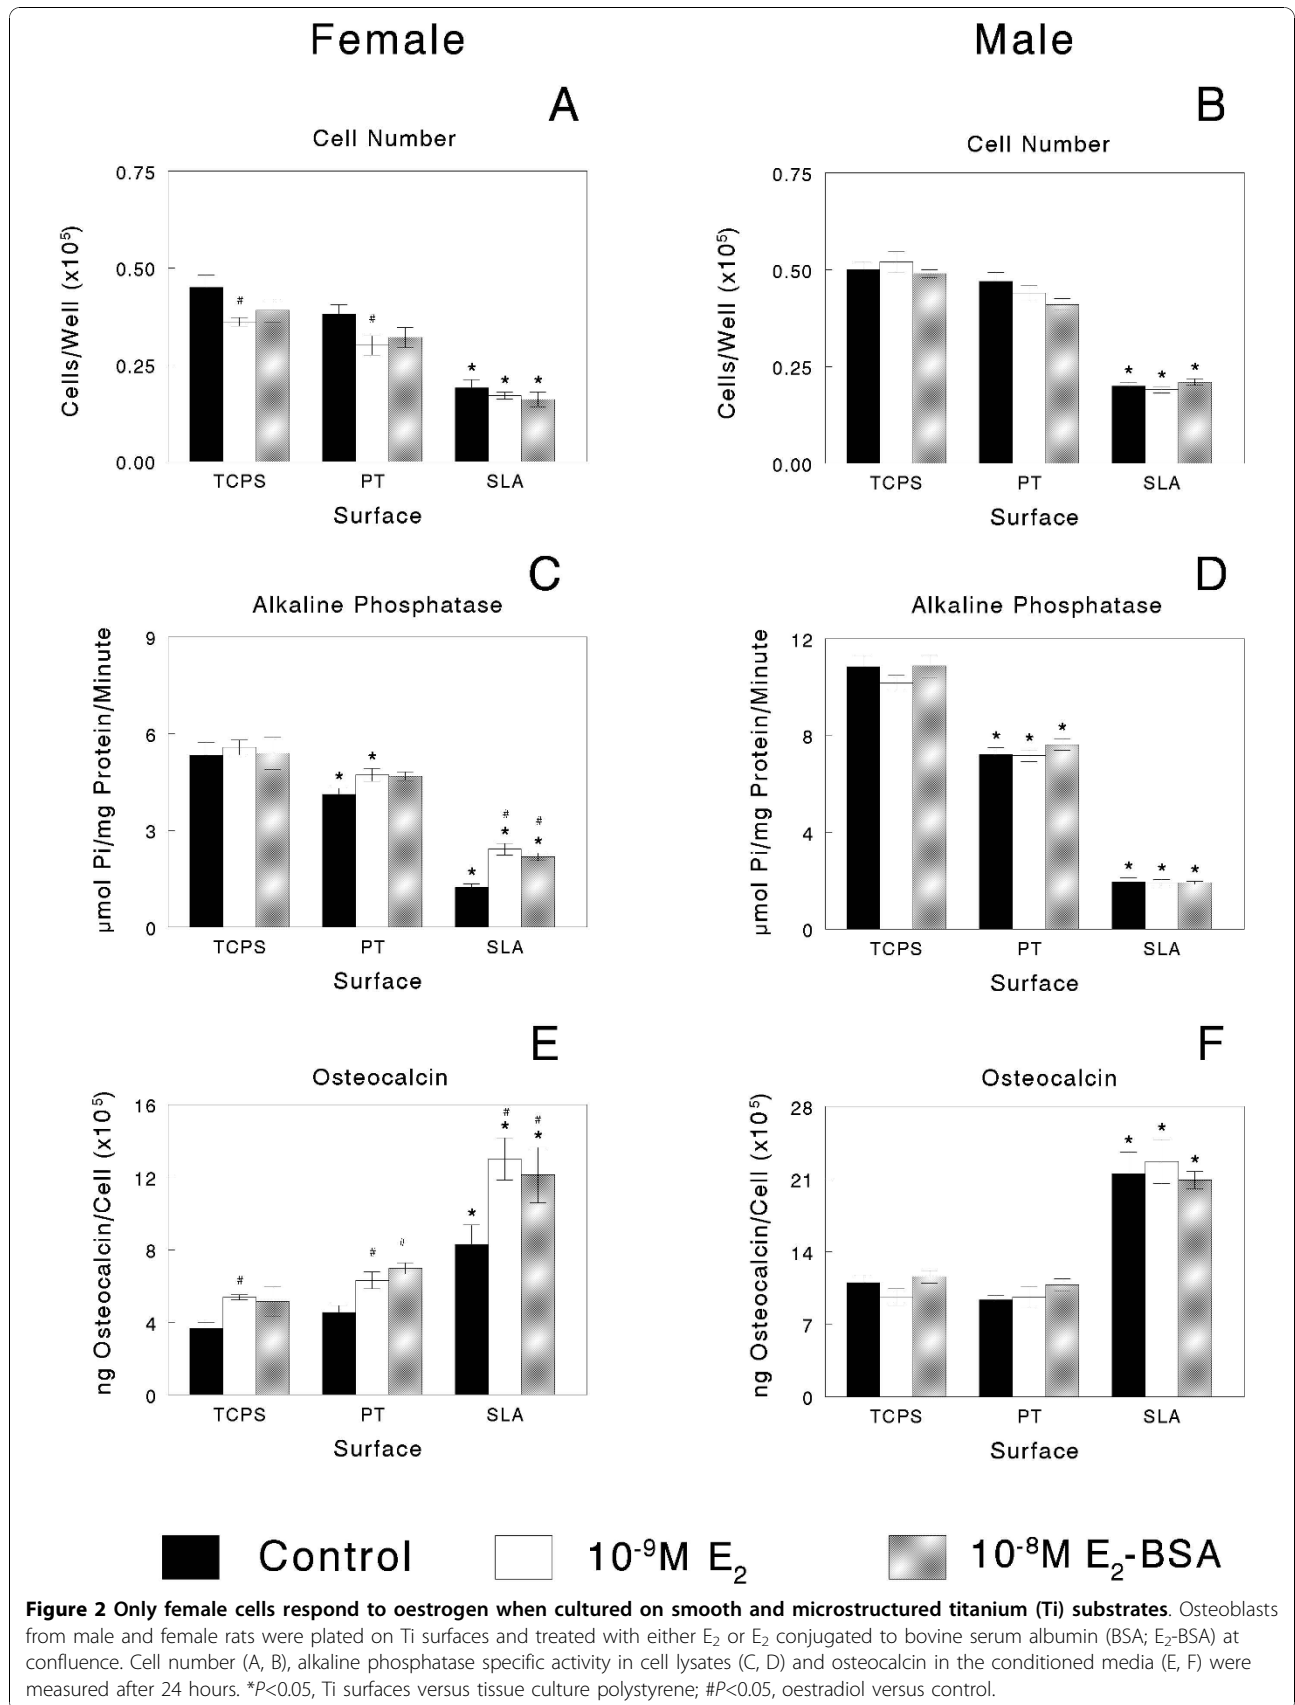 Female
Male
A
Cell Number
0.75
0.50
0.25
0.00
Cells/Well (x10⁵)
#
#
*
*
*
TCPS
PT
SLA
Surface
B
Cell Number
0.75
0.50
0.25
0.00
Cells/Well (x10⁵)
*
*
*
TCPS
PT
SLA
Surface
C
Alkaline Phosphatase
9
6
3
0
µmol Pi/mg Protein/Minute
*
*
*
#
*
#
*
TCPS
PT
SLA
Surface
D
Alkaline Phosphatase
12
8
4
0
µmol Pi/mg Protein/Minute
*
*
*
*
*
*
TCPS
PT
SLA
Surface
E
Osteocalcin
16
12
8
4
0
ng Osteocalcin/Cell (x10⁵)
#
#
#
*
#
*
#
*
TCPS
PT
SLA
Surface
F
Osteocalcin
28
21
14
7
0
ng Osteocalcin/Cell (x10⁵)
*
*
*
TCPS
PT
SLA
Surface
Control
10⁻⁹M E₂
10⁻⁸M E₂-BSA
Figure 2 Only female cells respond to oestrogen when cultured on smooth and microstructured titanium (Ti) substrates. Osteoblasts
from male and female rats were plated on Ti surfaces and treated with either E₂ or E₂ conjugated to bovine serum albumin (BSA; E₂-BSA) at
confluence. Cell number (A, B), alkaline phosphatase specific activity in cell lysates (C, D) and osteocalcin in the conditioned media (E, F) were
measured after 24 hours. *P<0.05, Ti surfaces versus tissue culture polystyrene; #P<0.05, oestradiol versus control.